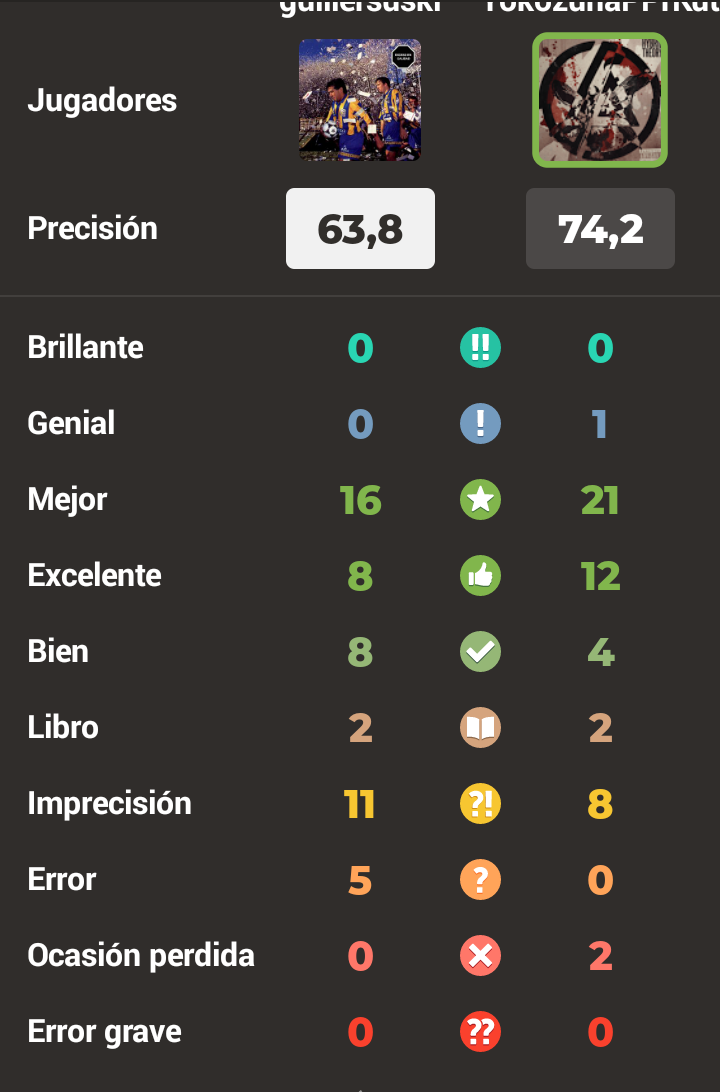 Jugadores
Precisión 63,8 74,2
Brillante 0 !! 0
Genial 0 ! 1
Mejor 16 21
Excelente 8 12
Bien 8 4
Libro 2 2
Imprecisión 11 ?! 8
Error 5 ? 0
Ocasión perdida 0 2
Error grave 0 ?? 0